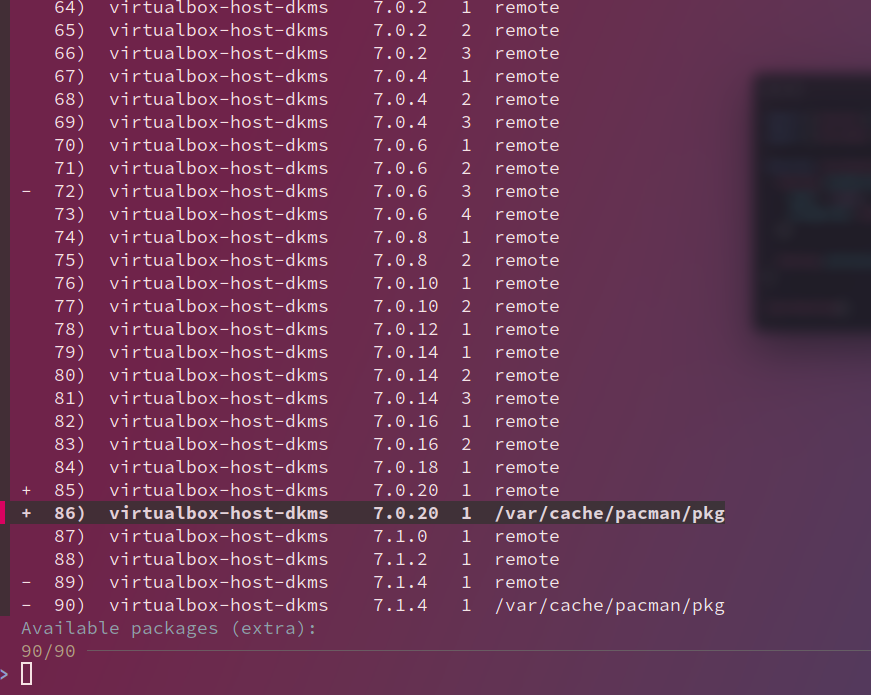 64) virtualbox-host-dkms 7.0.2 1 remote
65) virtualbox-host-dkms 7.0.2 2 remote
66) virtualbox-host-dkms 7.0.2 3 remote
67) virtualbox-host-dkms 7.0.4 1 remote
68) virtualbox-host-dkms 7.0.4 2 remote
69) virtualbox-host-dkms 7.0.4 3 remote
70) virtualbox-host-dkms 7.0.6 1 remote
71) virtualbox-host-dkms 7.0.6 2 remote
- 72) virtualbox-host-dkms 7.0.6 3 remote
73) virtualbox-host-dkms 7.0.6 4 remote
74) virtualbox-host-dkms 7.0.8 1 remote
75) virtualbox-host-dkms 7.0.8 2 remote
76) virtualbox-host-dkms 7.0.10 1 remote
77) virtualbox-host-dkms 7.0.10 2 remote
78) virtualbox-host-dkms 7.0.12 1 remote
79) virtualbox-host-dkms 7.0.14 1 remote
80) virtualbox-host-dkms 7.0.14 2 remote
81) virtualbox-host-dkms 7.0.14 3 remote
82) virtualbox-host-dkms 7.0.16 1 remote
83) virtualbox-host-dkms 7.0.16 2 remote
84) virtualbox-host-dkms 7.0.18 1 remote
+ 85) virtualbox-host-dkms 7.0.20 1 remote
+ 86) virtualbox-host-dkms 7.0.20 1 /var/cache/pacman/pkg
87) virtualbox-host-dkms 7.1.0 1 remote
88) virtualbox-host-dkms 7.1.2 1 remote
- 89) virtualbox-host-dkms 7.1.4 1 remote
- 90) virtualbox-host-dkms 7.1.4 1 /var/cache/pacman/pkg
Available packages (extra):
90/90
>